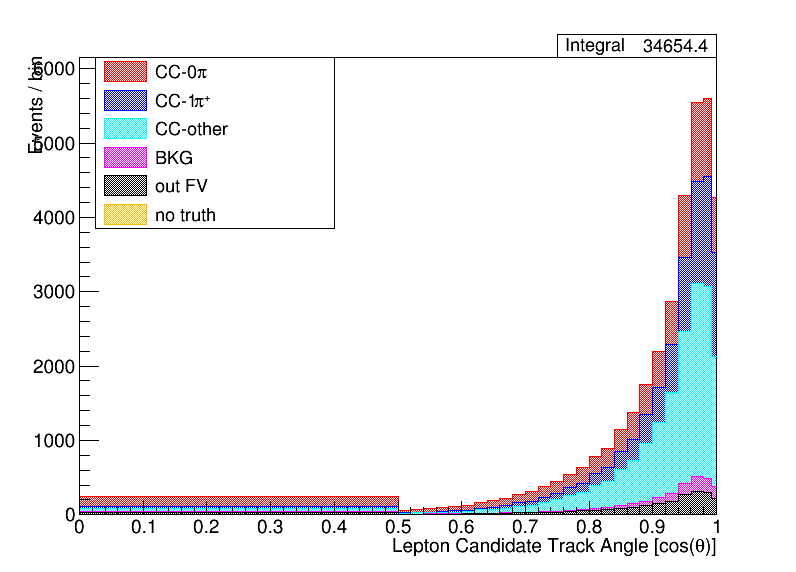 Integral 34654.4
Events / bin
6000
5000
4000
3000
2000
1000
0
CC-0π
CC-1π⁺
CC-other
BKG
out FV
no truth
0 0.1 0.2 0.3 0.4 0.5 0.6 0.7 0.8 0.9 1
Lepton Candidate Track Angle [cos(θ)]